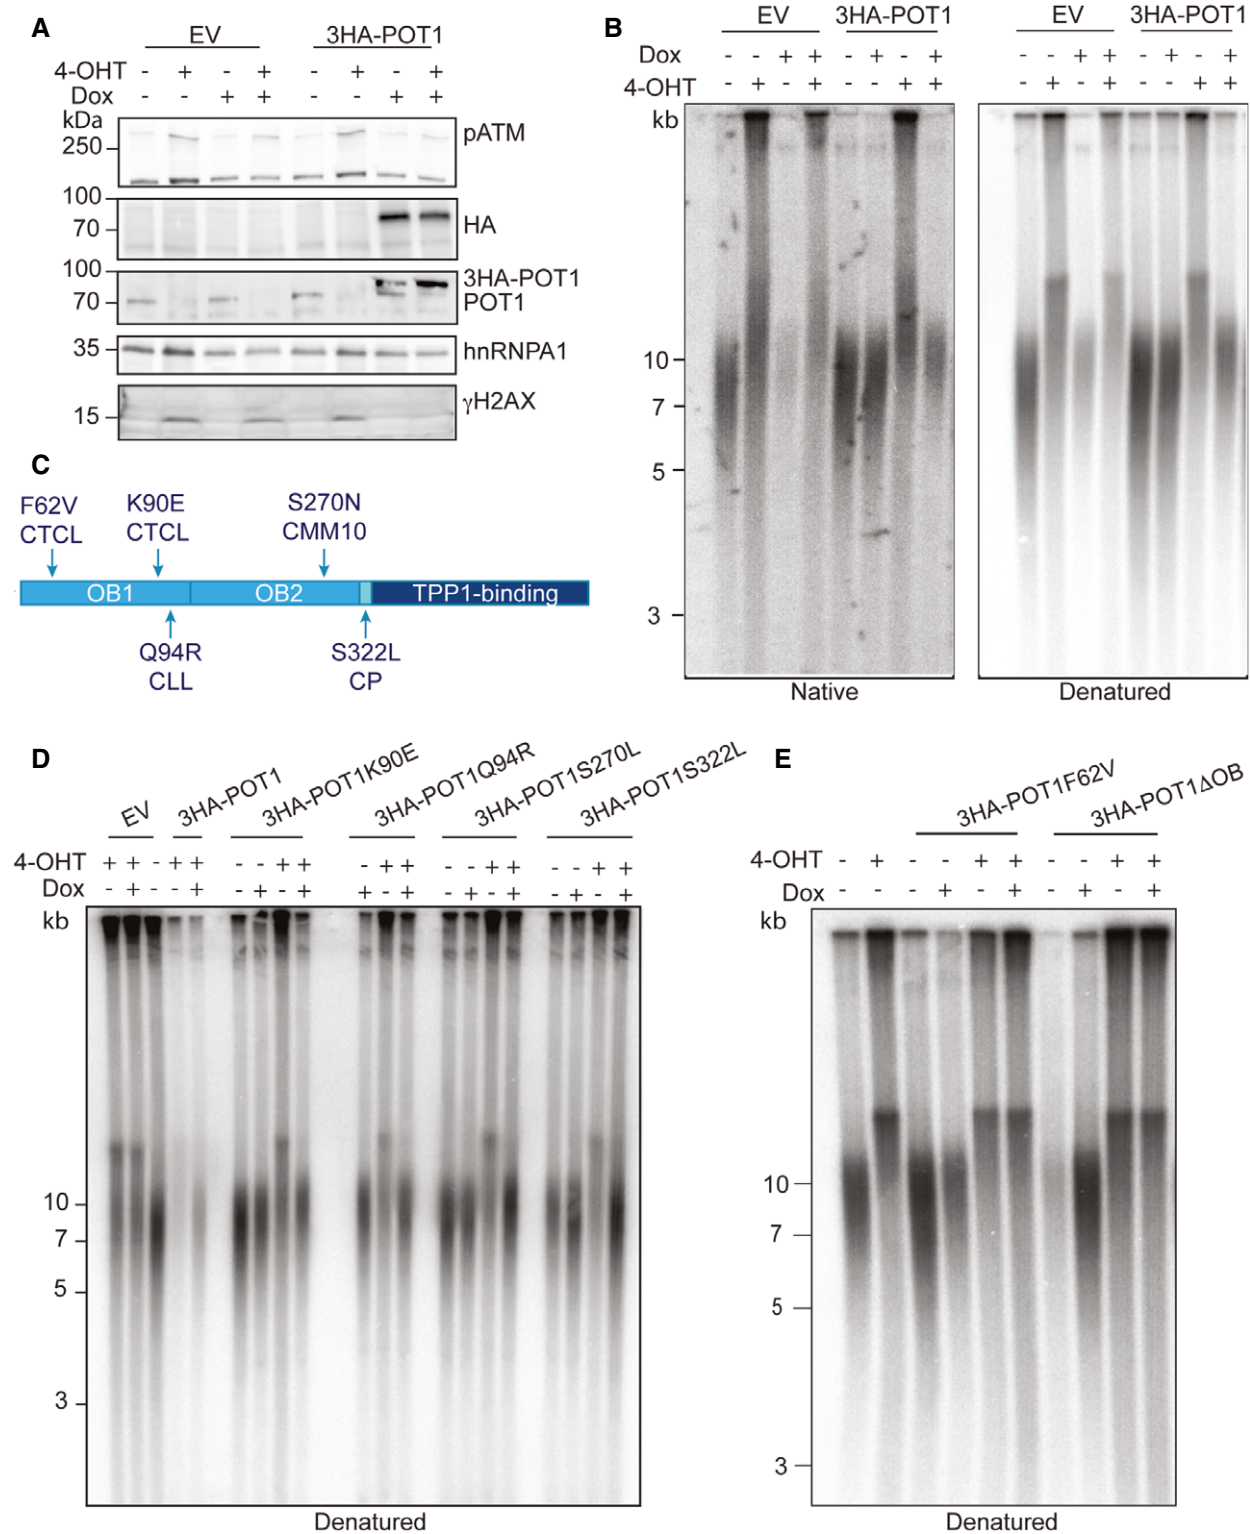 A
EV 3HA-POT1
4-OHT - + - + - + - +
Dox - - + + - - + +
kDa
250
pATM
100
70
HA
100
70
3HA-POT1
POT1
35
hnRNPA1
15
γH2AX
B
EV 3HA-POT1 EV 3HA-POT1
Dox - - + + - + - + - - + + - + - +
4-OHT - + - + - - + + - + - + - - + +
kb
10
7
5
3
Native Denatured
C
F62V K90E S270N
CTCL CTCL CMM10
OB1 OB2 TPP1-binding
Q94R S322L
CLL CP
D
EV 3HA-POT1 3HA-POT1K90E 3HA-POT1Q94R 3HA-POT1S270L 3HA-POT1S322L
4-OHT + + - + + - - + + - + + - - + + - - + +
Dox - + - - + - + - + + - + - + - + - + - +
kb
10
7
5
3
Denatured
E
3HA-POT1F62V 3HA-POT1ΔOB
4-OHT - + - - + + - - + +
Dox - - - + - + - + - +
kb
10
7
5
3
Denatured